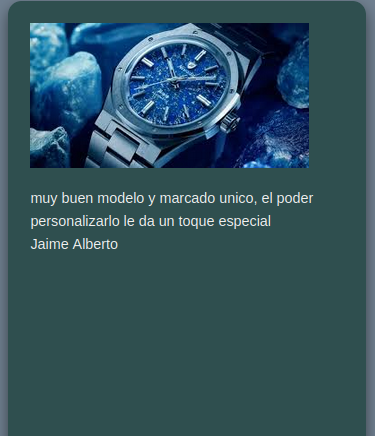 muy buen modelo y marcado unico, el poder
personalizarlo le da un toque especial
Jaime Alberto